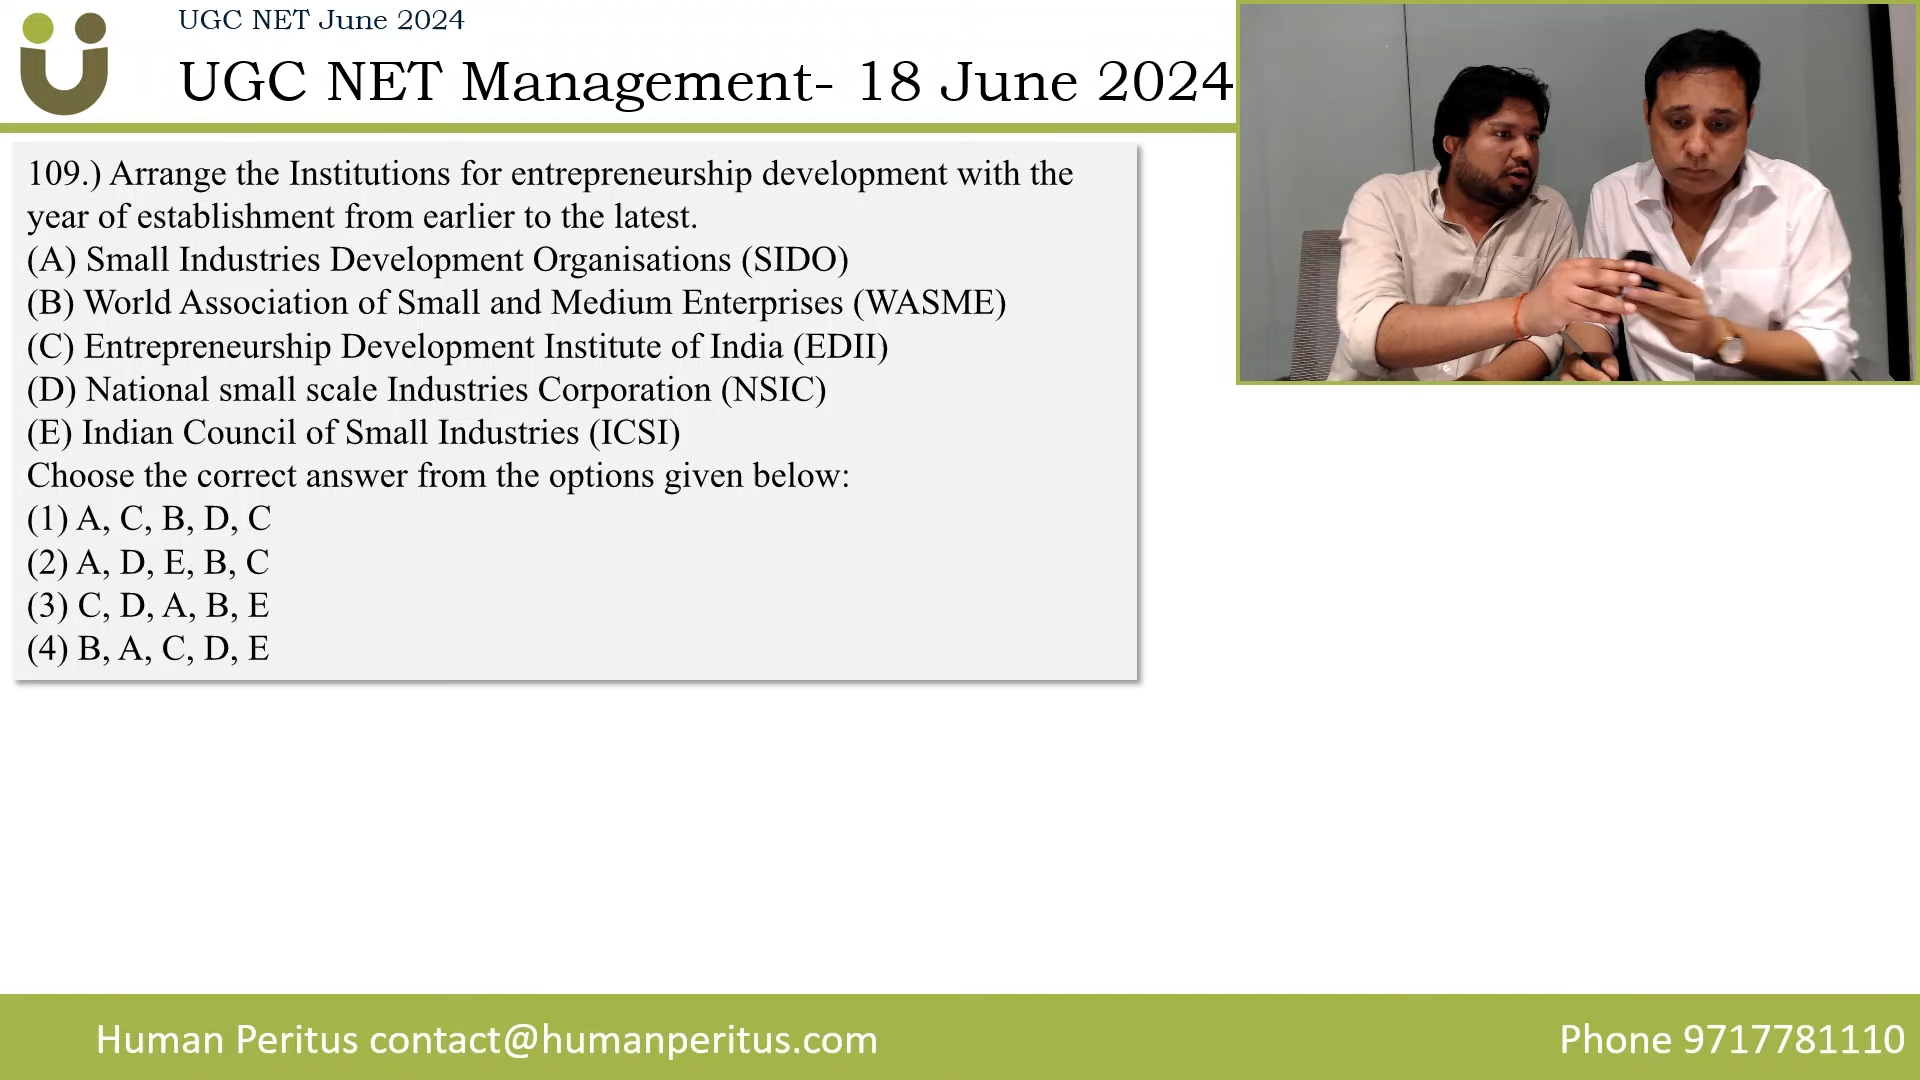 UGC NET June 2024
UGC NET Management- 18 June 2024
109.) Arrange the Institutions for entrepreneurship development with the
year of establishment from earlier to the latest.
(A) Small Industries Development Organisations (SIDO)
(B) World Association of Small and Medium Enterprises (WASME)
(C) Entrepreneurship Development Institute of India (EDII)
(D) National small scale Industries Corporation (NSIC)
(E) Indian Council of Small Industries (ICSI)
Choose the correct answer from the options given below:
(1) A, C, B, D, C
(2) A, D, E, B, C
(3) C, D, A, B, E
(4) B, A, C, D, E
Human Peritus contact@humanperitus.com
Phone 9717781110